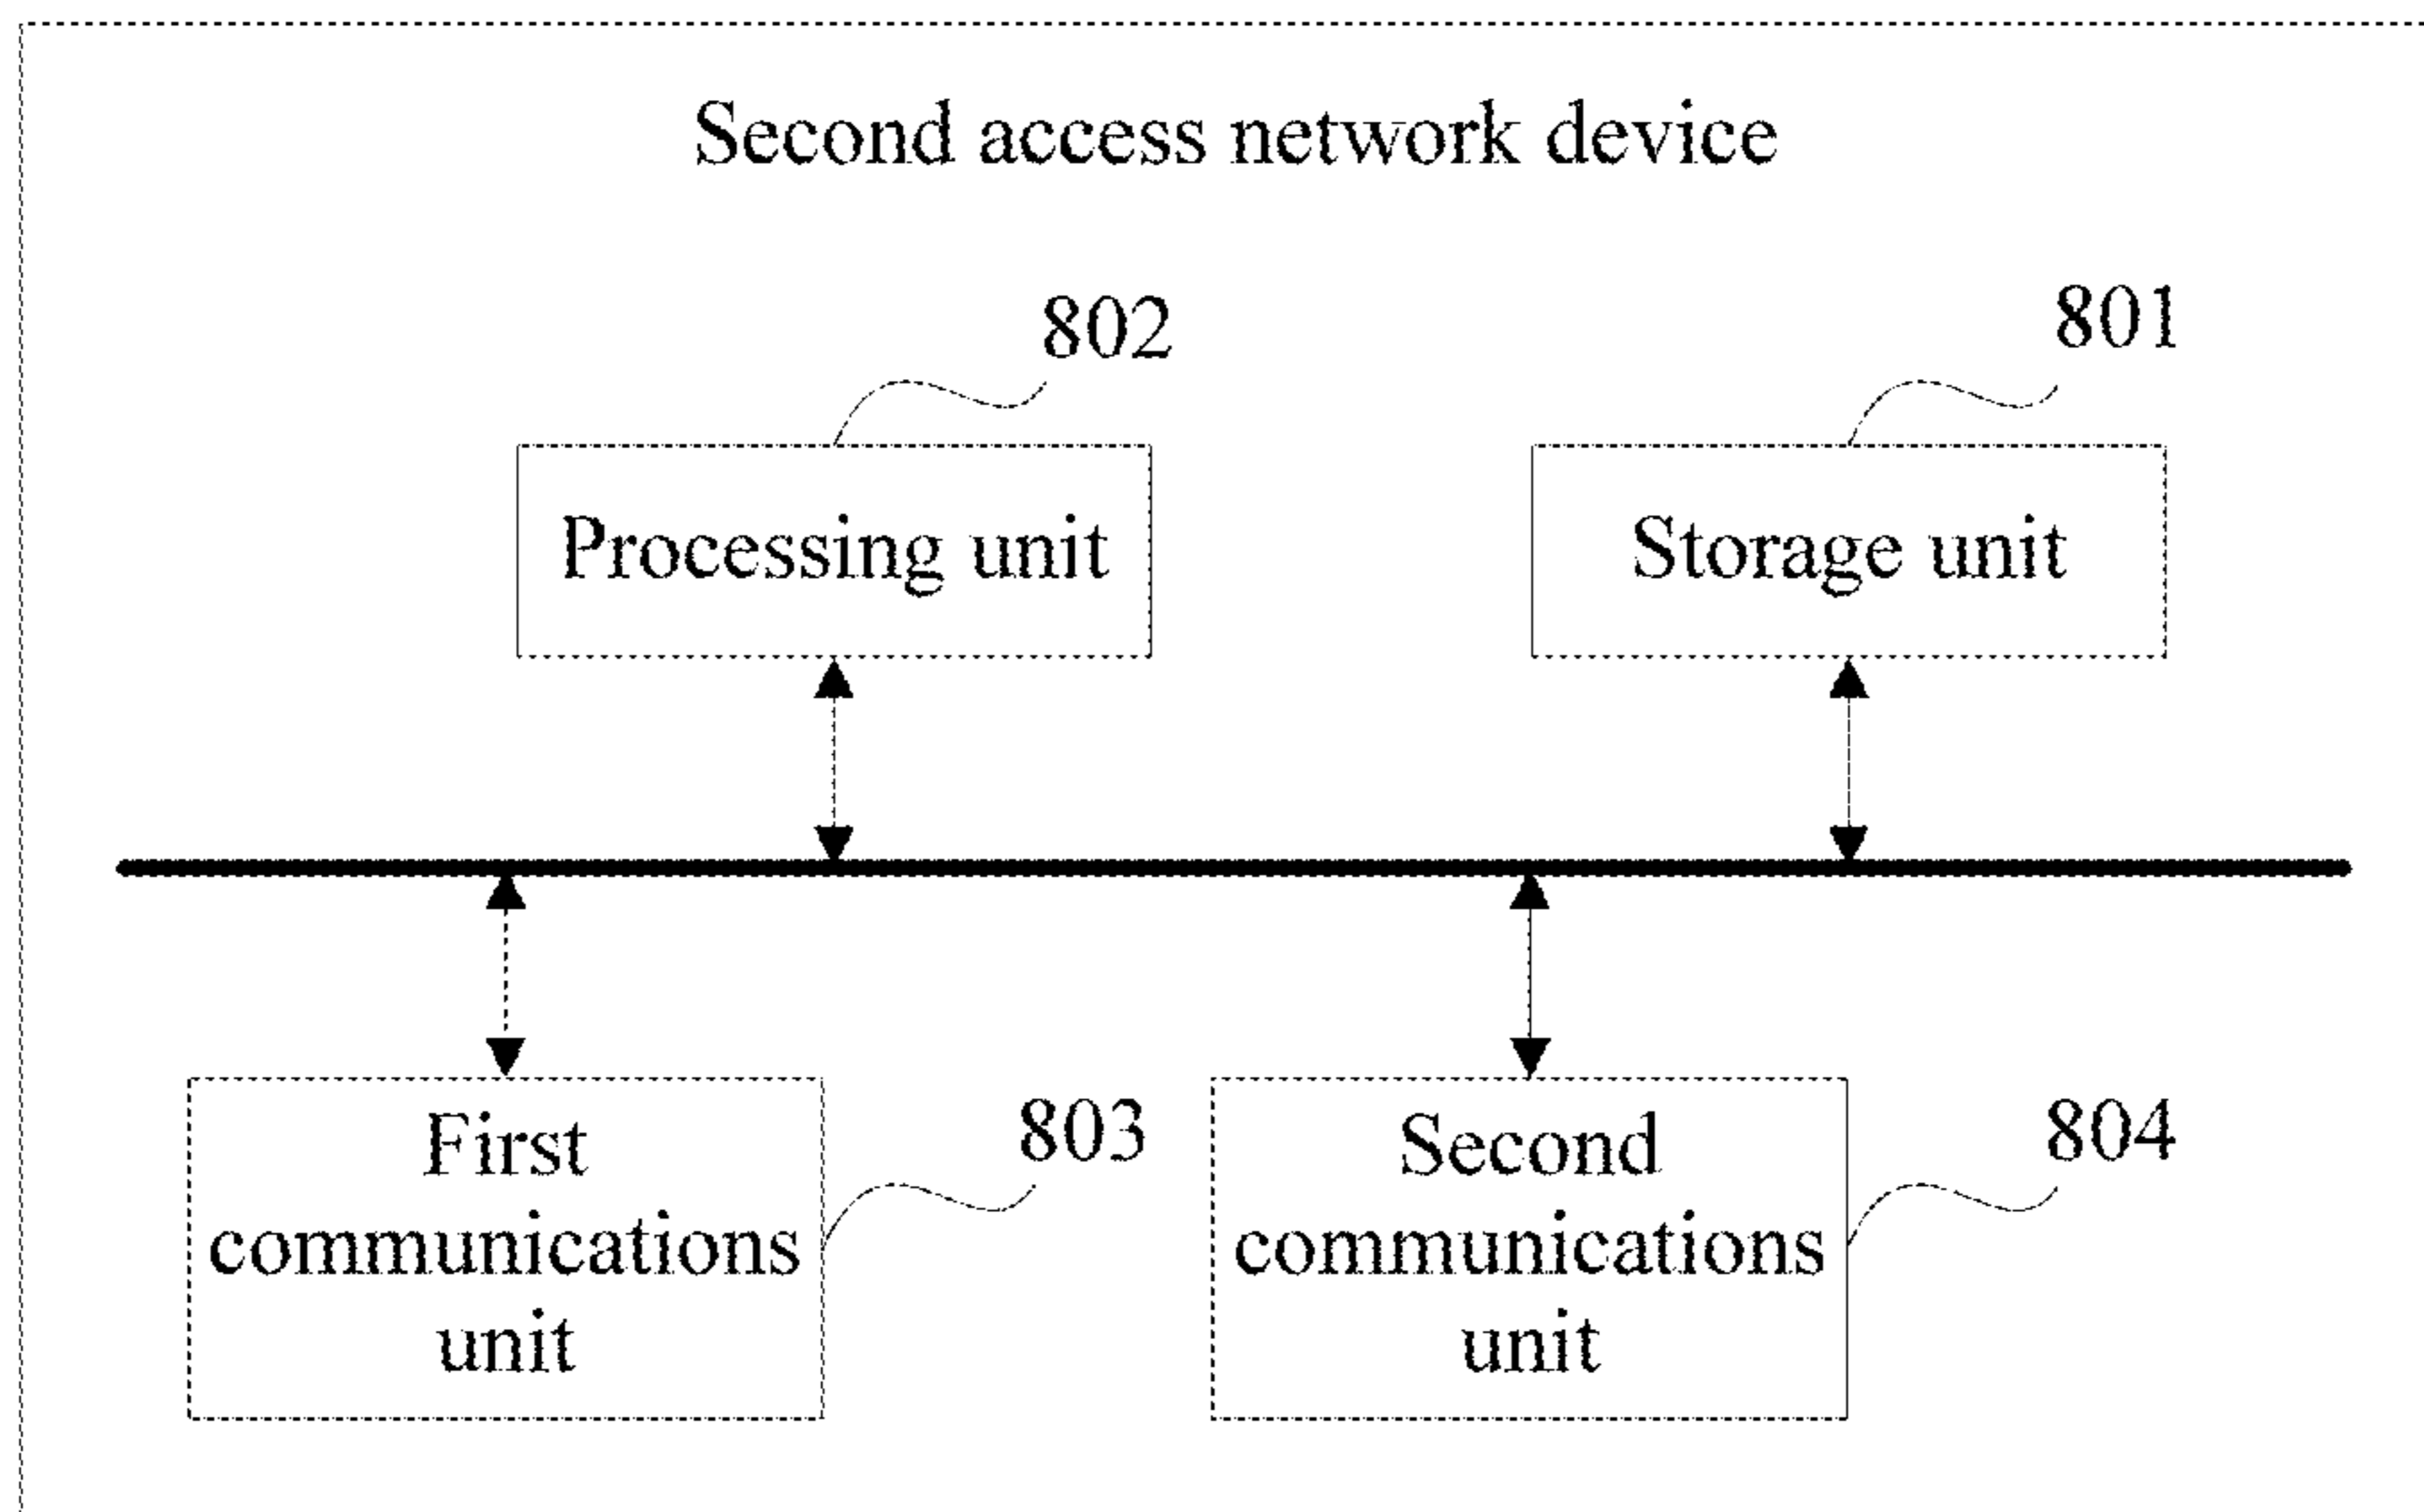 Second access network device
802
801
Processing unit
Storage unit
First
communications
unit
803
Second
communications
unit
804